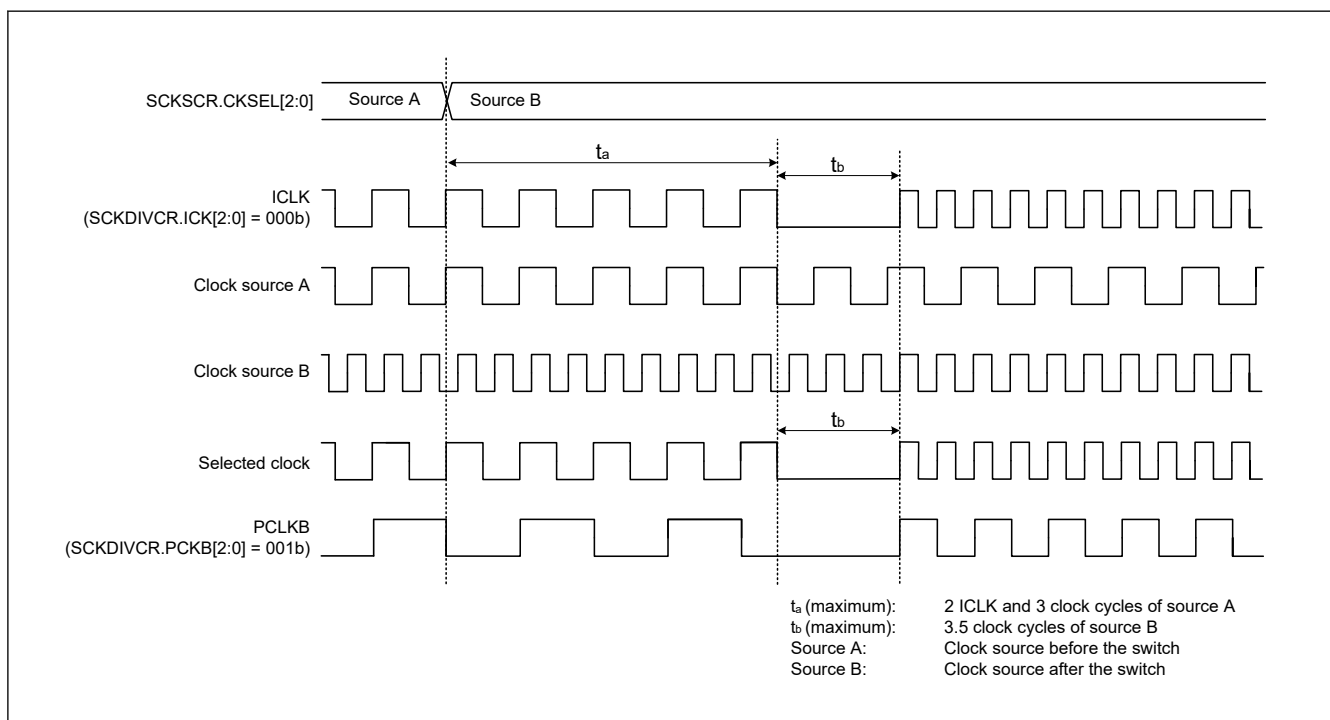 SCKSCR.CKSEL[2:0]
Source A
Source B
ta
tb
ICLK
(SCKDIVCR.ICK[2:0] = 000b)
Clock source A
Clock source B
tb
Selected clock
PCLKB
(SCKDIVCR.PCKB[2:0] = 001b)
ta (maximum): 2 ICLK and 3 clock cycles of source A
tb (maximum): 3.5 clock cycles of source B
Source A: Clock source before the switch
Source B: Clock source after the switch